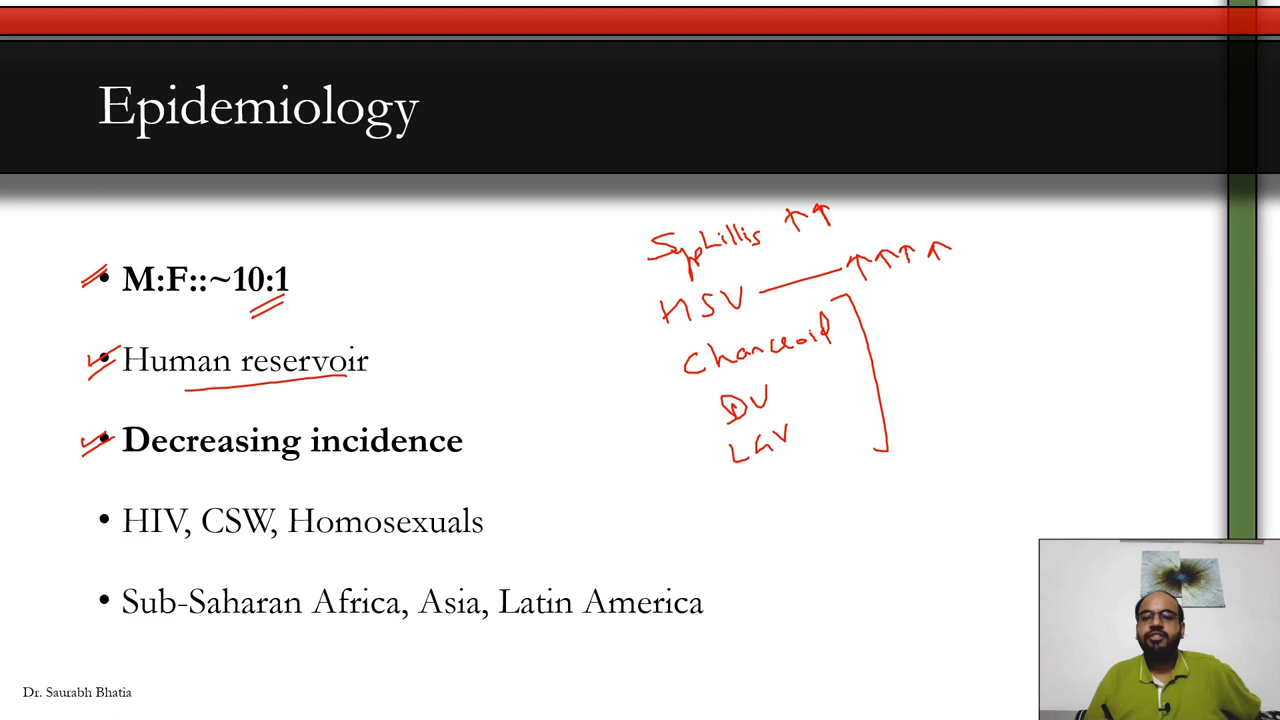 Epidemiology
• M:F::~10:1
• Human reservoir
• Decreasing incidence
• HIV, CSW, Homosexuals
• Sub-Saharan Africa, Asia, Latin America
Syphillis ↑↑
HSV — ↑↑↑↑
Chancroid
DV
LGV
Dr. Saurabh Bhatia